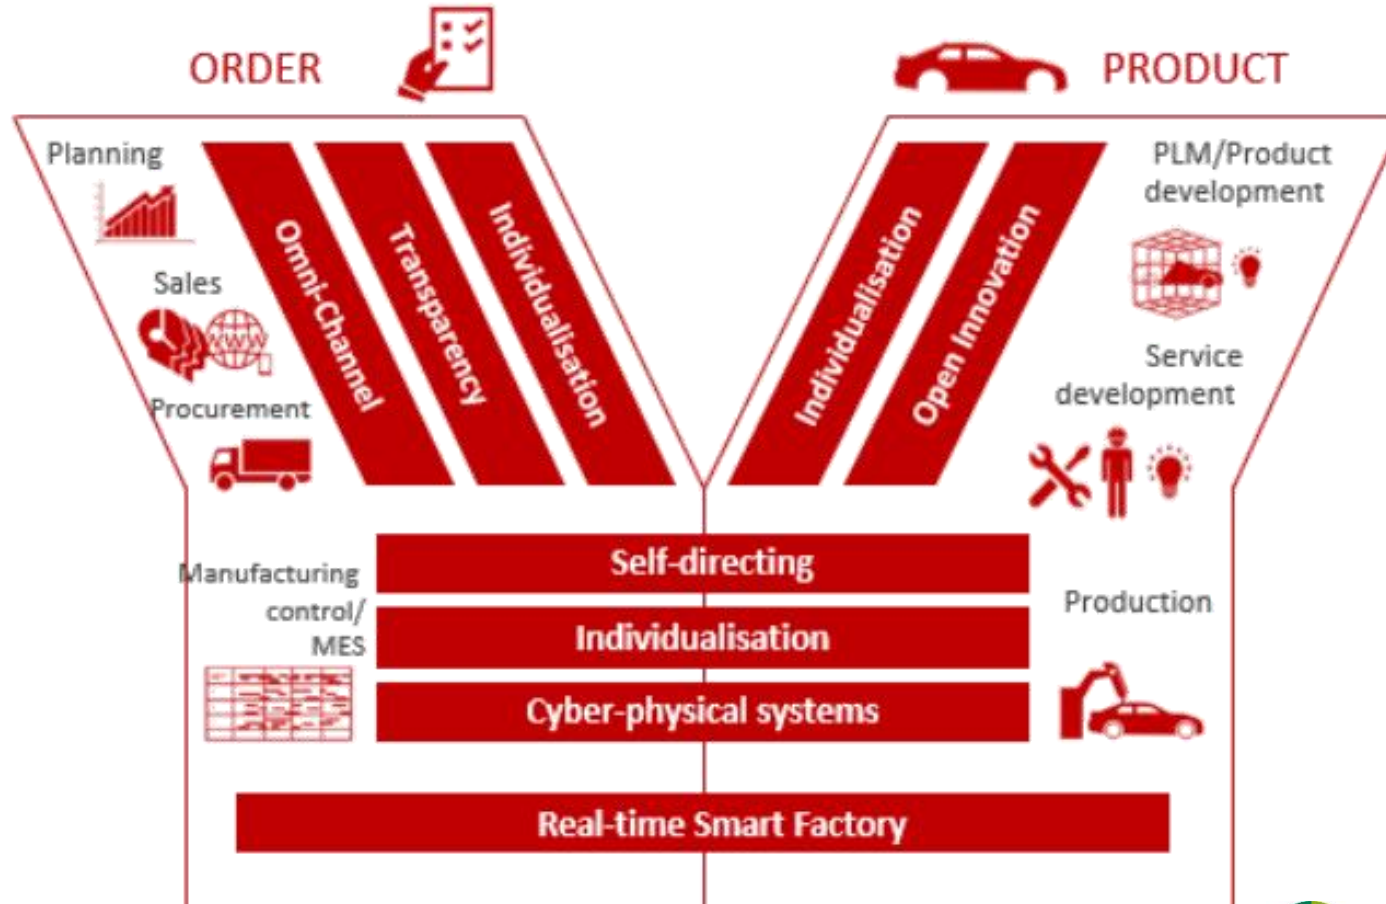 ORDER
PRODUCT
Planning
Sales
WWW
Procurement
Omni-Channel
Transparency
Individualisation
Individualisation
Open Innovation
PLM/Product
development
Service
development
Manufacturing
control/
MES
Self-directing
Individualisation
Cyber-physical systems
Production
Real-time Smart Factory